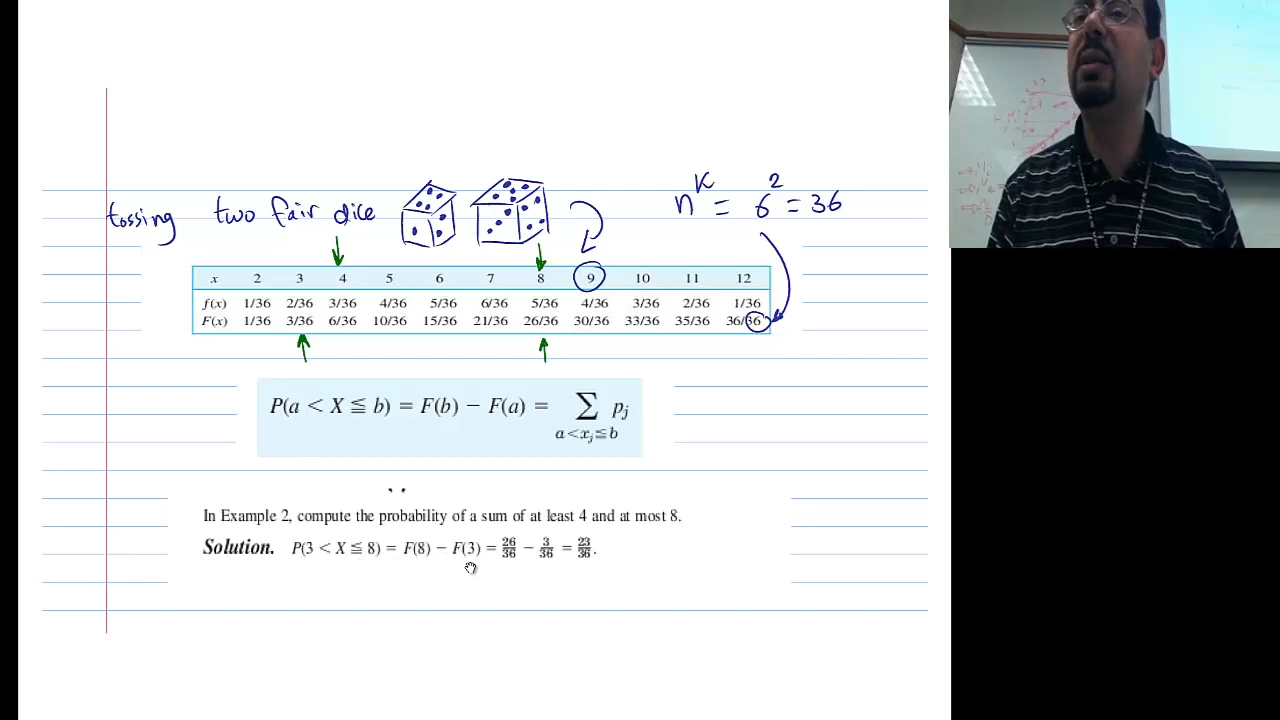 tossing two fair dice n^K = 6^2 = 36
x 2 3 4 5 6 7 8 9 10 11 12
f(x) 1/36 2/36 3/36 4/36 5/36 6/36 5/36 4/36 3/36 2/36 1/36
F(x) 1/36 3/36 6/36 10/36 15/36 21/36 26/36 30/36 33/36 35/36 36/36
P(a < X ≦ b) = F(b) − F(a) = ∑ p_j
a<x_j≦b
In Example 2, compute the probability of a sum of at least 4 and at most 8.
Solution. P(3 < X ≦ 8) = F(8) − F(3) = 26/36 − 3/36 = 23/36.